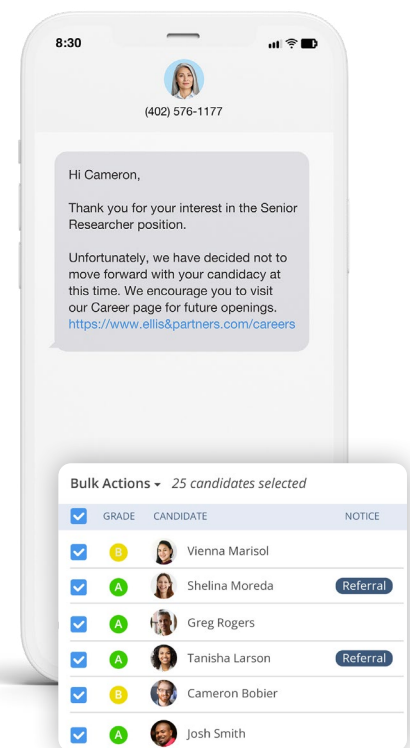 8:30
(402) 576-1177
Hi Cameron,
Thank you for your interest in the Senior
Researcher position.
Unfortunately, we have decided not to
move forward with your candidacy at
this time. We encourage you to visit
our Career page for future openings.
https://www.ellis&partners.com/careers
Bulk Actions 25 candidates selected
GRADE CANDIDATE NOTICE
B Vienna Marisol
A Shelina Moreda Referral
A Greg Rogers
A Tanisha Larson Referral
B Cameron Bobier
A Josh Smith